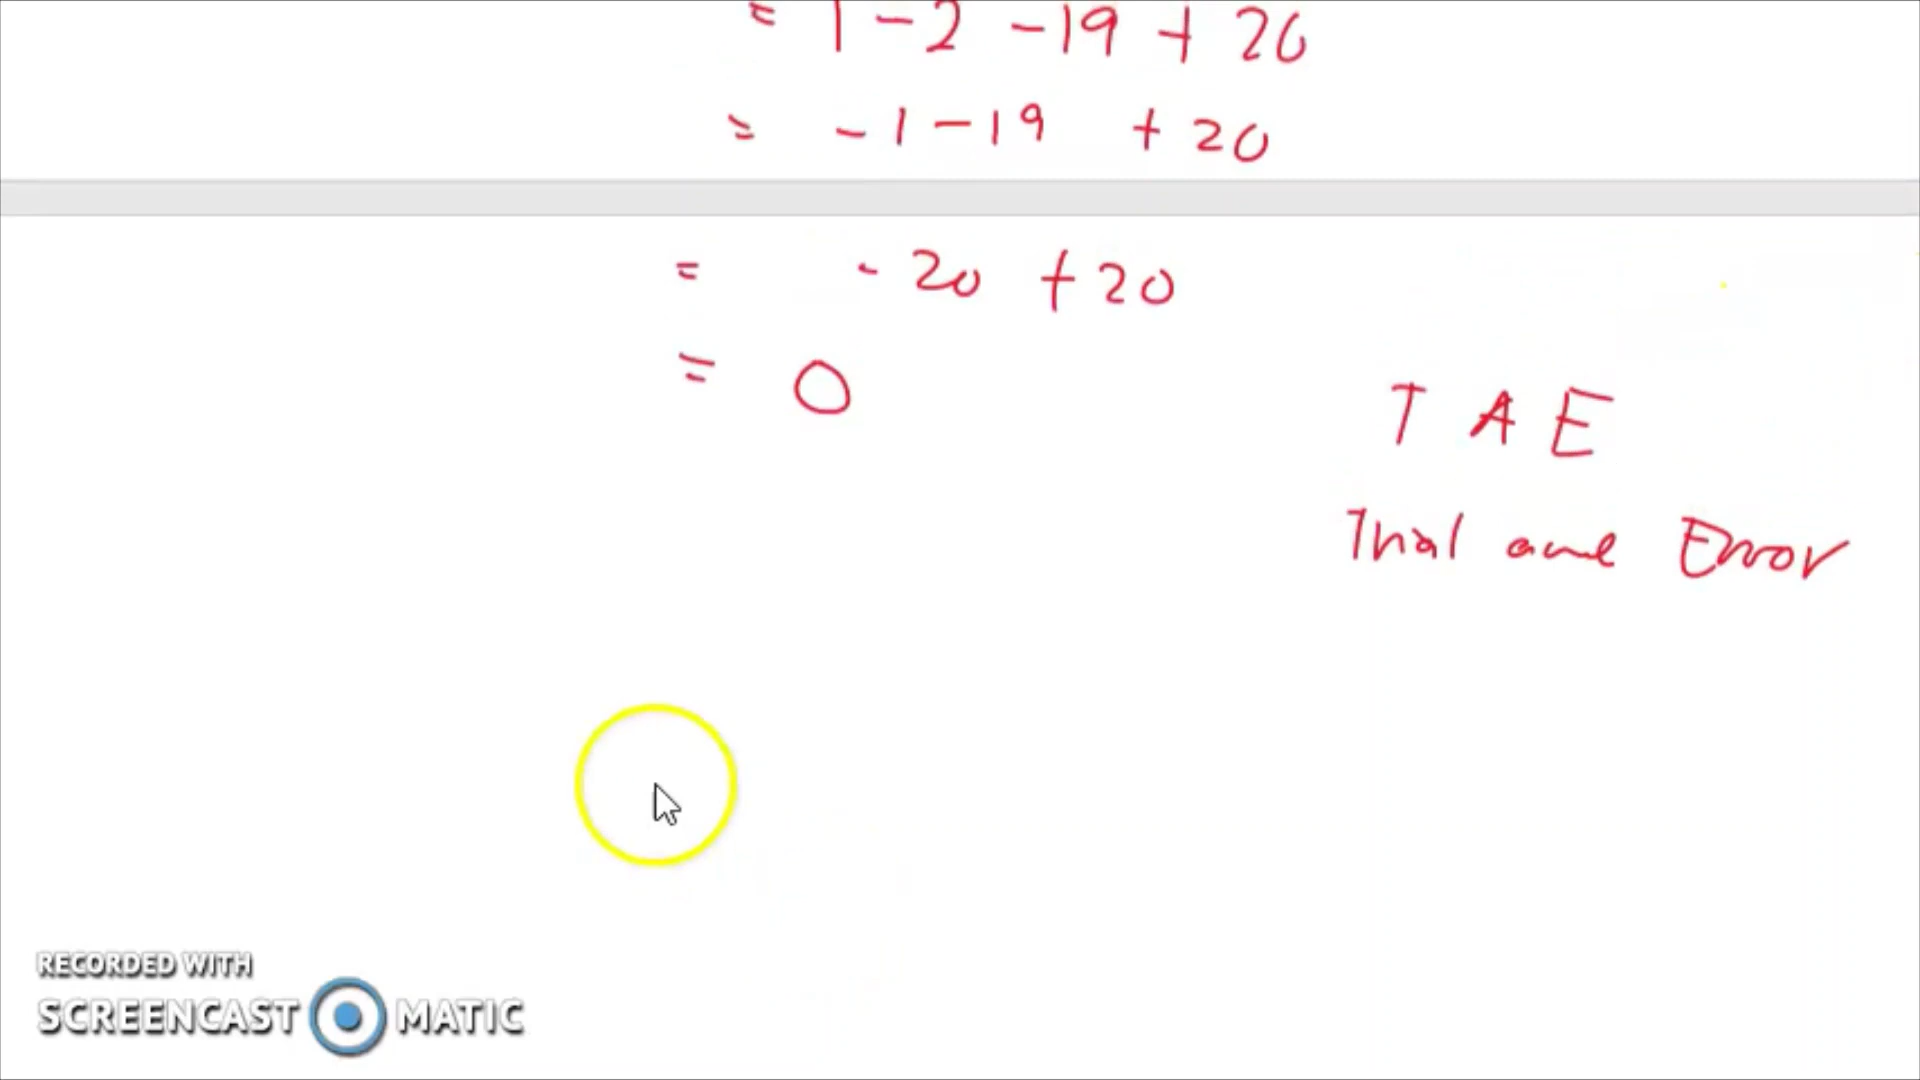 = 1 - 2 - 19 + 20
= - 1 - 19 + 20
= - 20 + 20
= 0
T A E
Trial and Error
RECORDED WITH
SCREENCAST MATIC